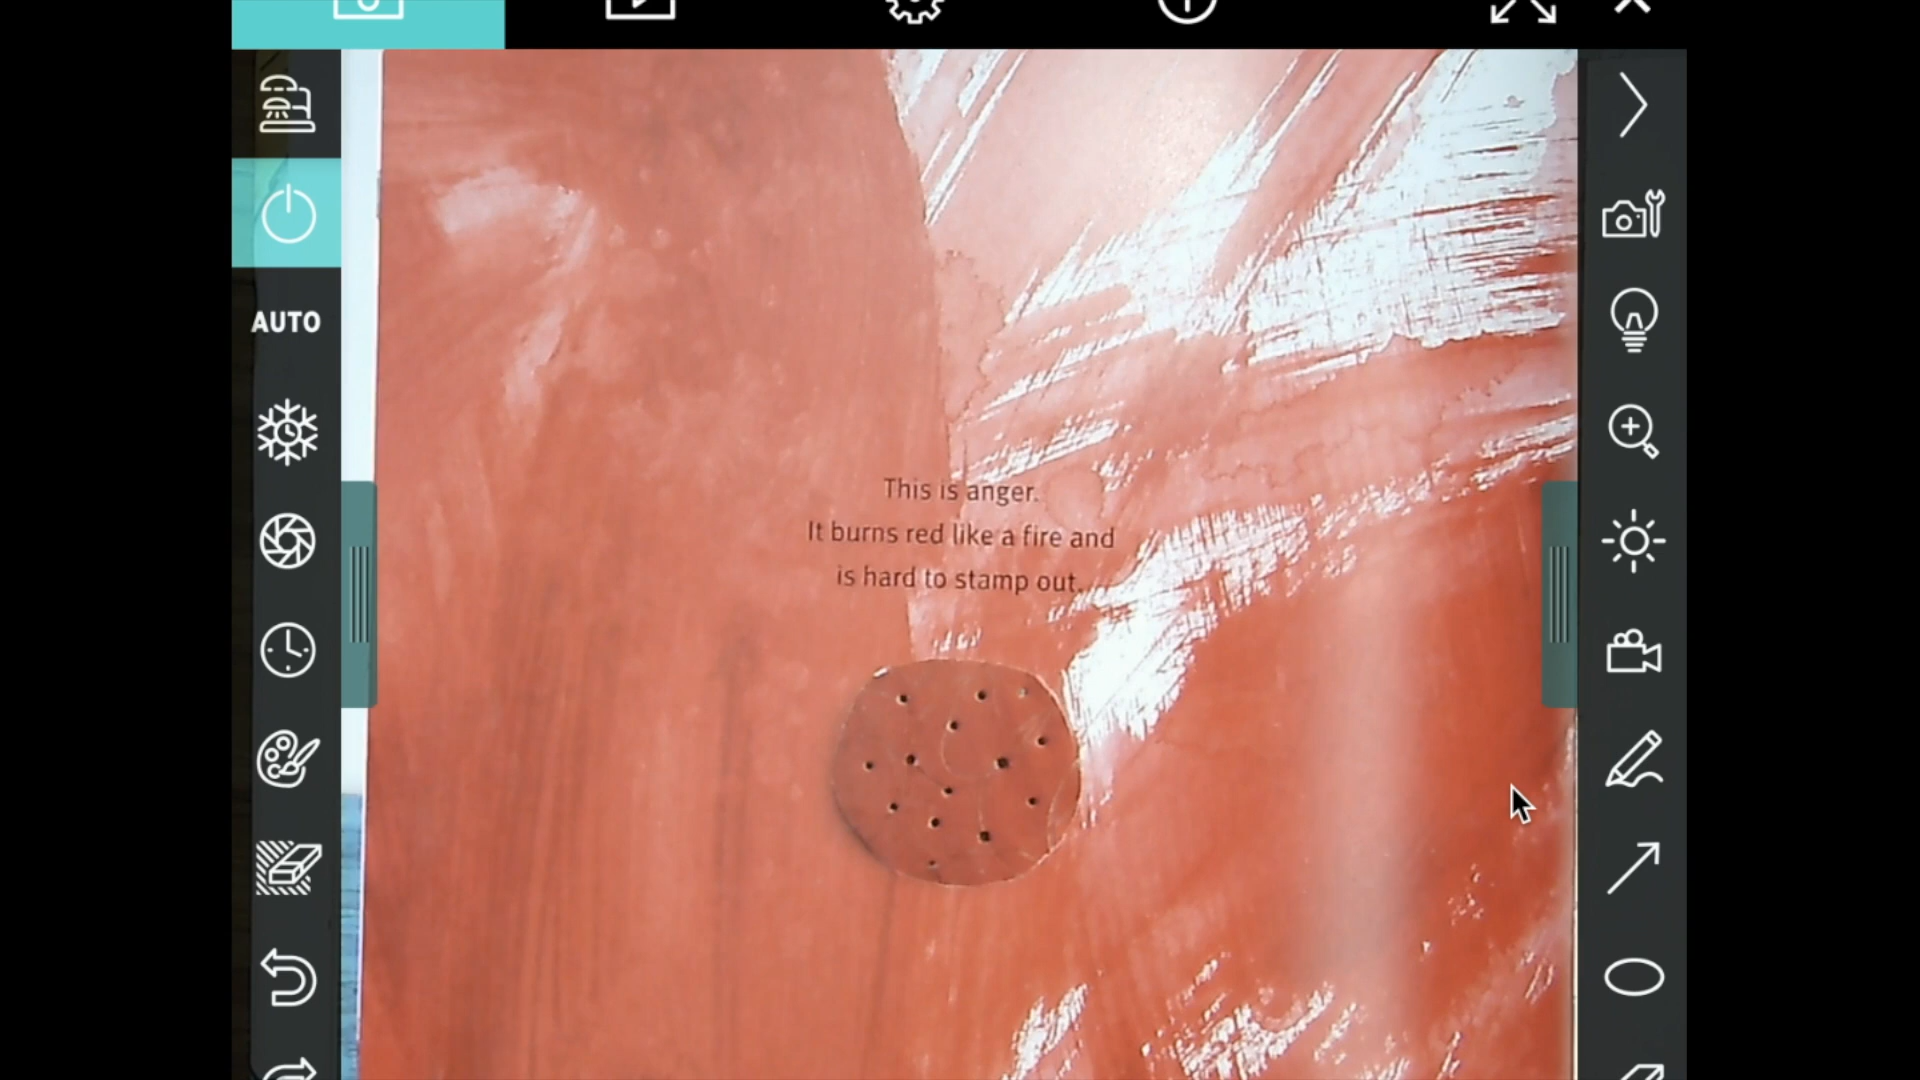 AUTO
This is anger.
It burns red like a fire and
is hard to stamp out.